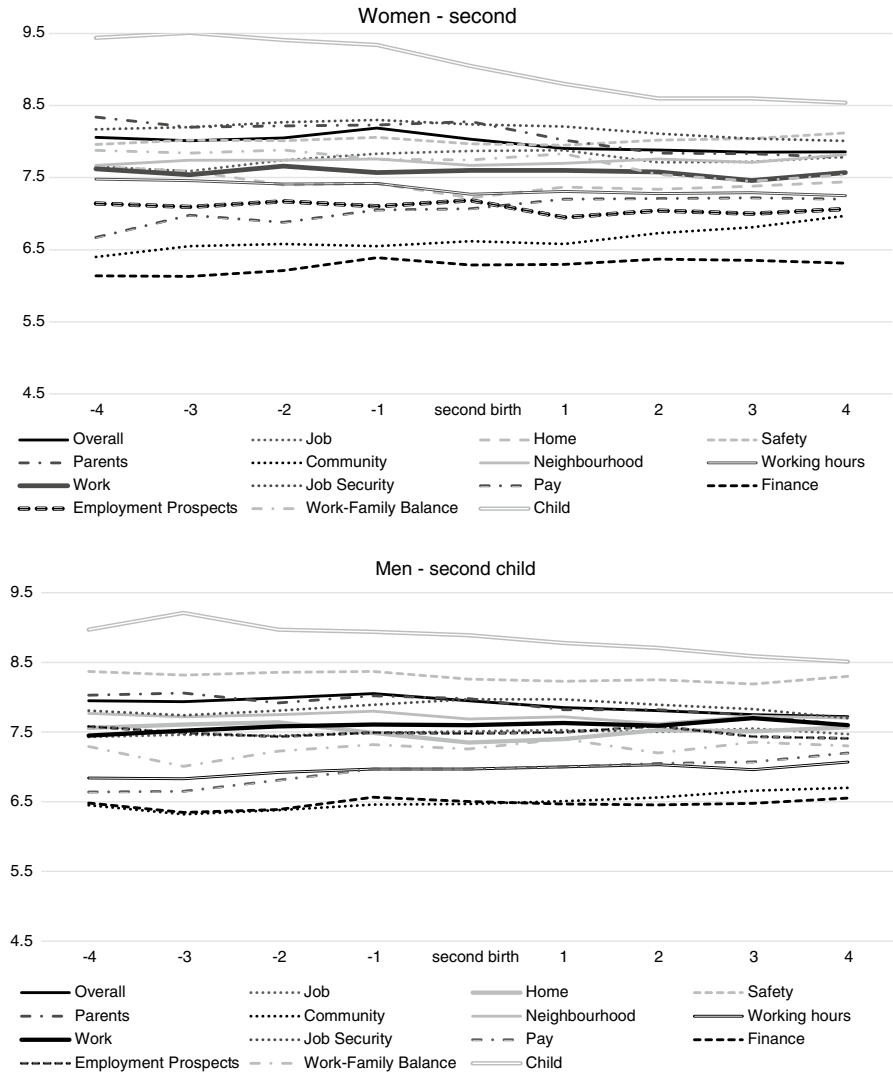 Women - second
9.5
8.5
7.5
6.5
5.5
4.5
-4 -3 -2 -1 second birth 1 2 3 4
Overall Job Home Safety
Parents Community Neighbourhood Working hours
Work Job Security Pay Finance
Employment Prospects Work-Family Balance Child
Men - second child
9.5
8.5
7.5
6.5
5.5
4.5
-4 -3 -2 -1 second birth 1 2 3 4
Overall Job Home Safety
Parents Community Neighbourhood Working hours
Work Job Security Pay Finance
Employment Prospects Work-Family Balance Child